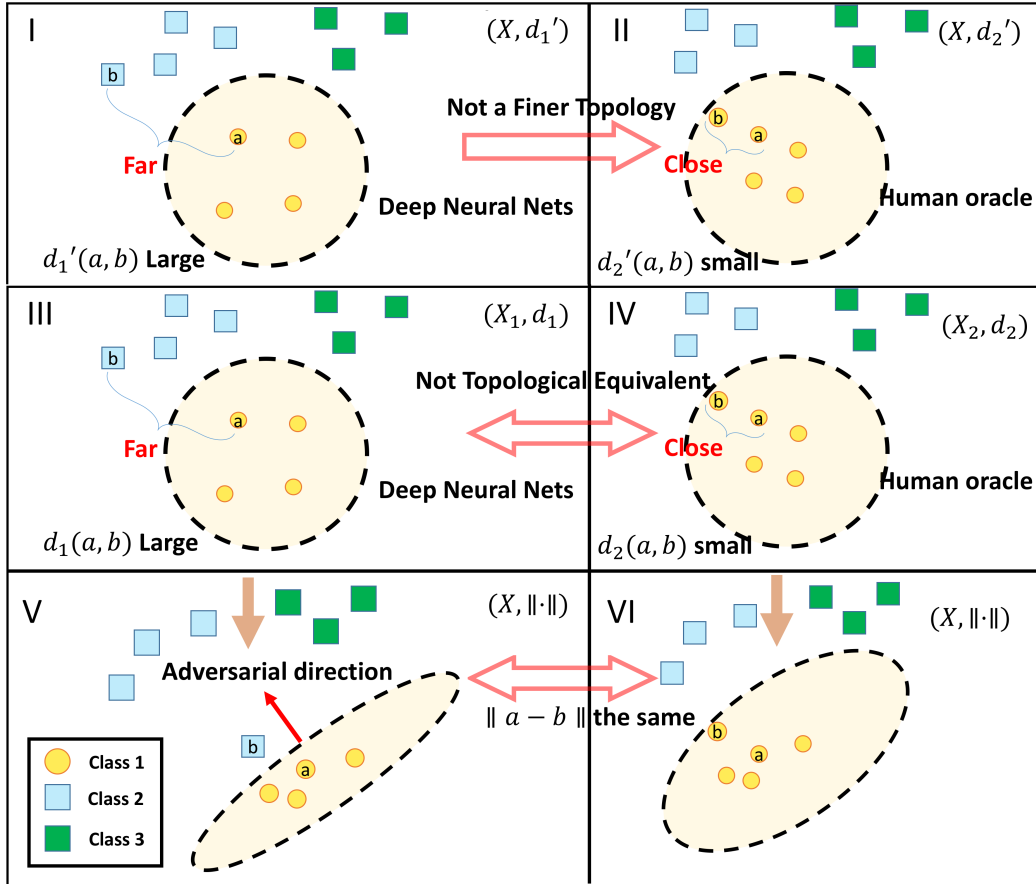 I
(X, d₁′)
b
a
Far
Deep Neural Nets
d₁′(a, b) Large
Not a Finer Topology
II
(X, d₂′)
b
a
Close
Human oracle
d₂′(a, b) small
III
(X₁, d₁)
b
a
Far
Deep Neural Nets
d₁(a, b) Large
Not Topological Equivalent
IV
(X₂, d₂)
b
a
Close
Human oracle
d₂(a, b) small
V
(X, ‖·‖)
Adversarial direction
b
a
‖ a − b ‖ the same
VI
(X, ‖·‖)
b
a
Class 1
Class 2
Class 3